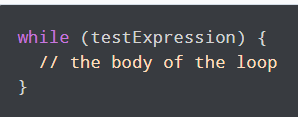 while (testExpression) {
  // the body of the loop
}